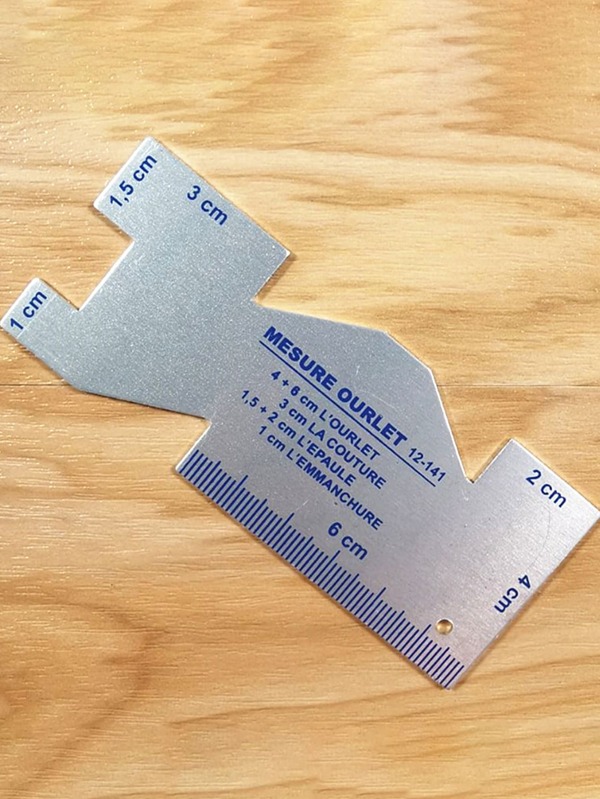 1,5 cm
3 cm
1 cm
MESURE OURLET 12-141
4 + 6 cm L'OURLET
3 cm LA COUTURE
1,5 + 2 cm L'EPAULE
1 cm L'EMMANCHURE
6 cm
2 cm
4 cm